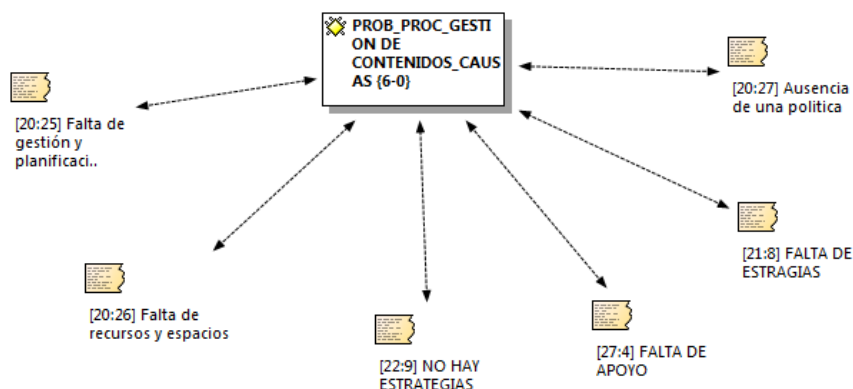 PROB_PROC_GESTI
ON DE
CONTENIDOS_CAUS
AS {6-0}
[20:25] Falta de
gestión y
planificaci..
[20:27] Ausencia
de una politica
[21:8] FALTA DE
ESTRAGIAS
[20:26] Falta de
recursos y espacios
[22:9] NO HAY
ESTRATEGIAS
[27:4] FALTA DE
APOYO